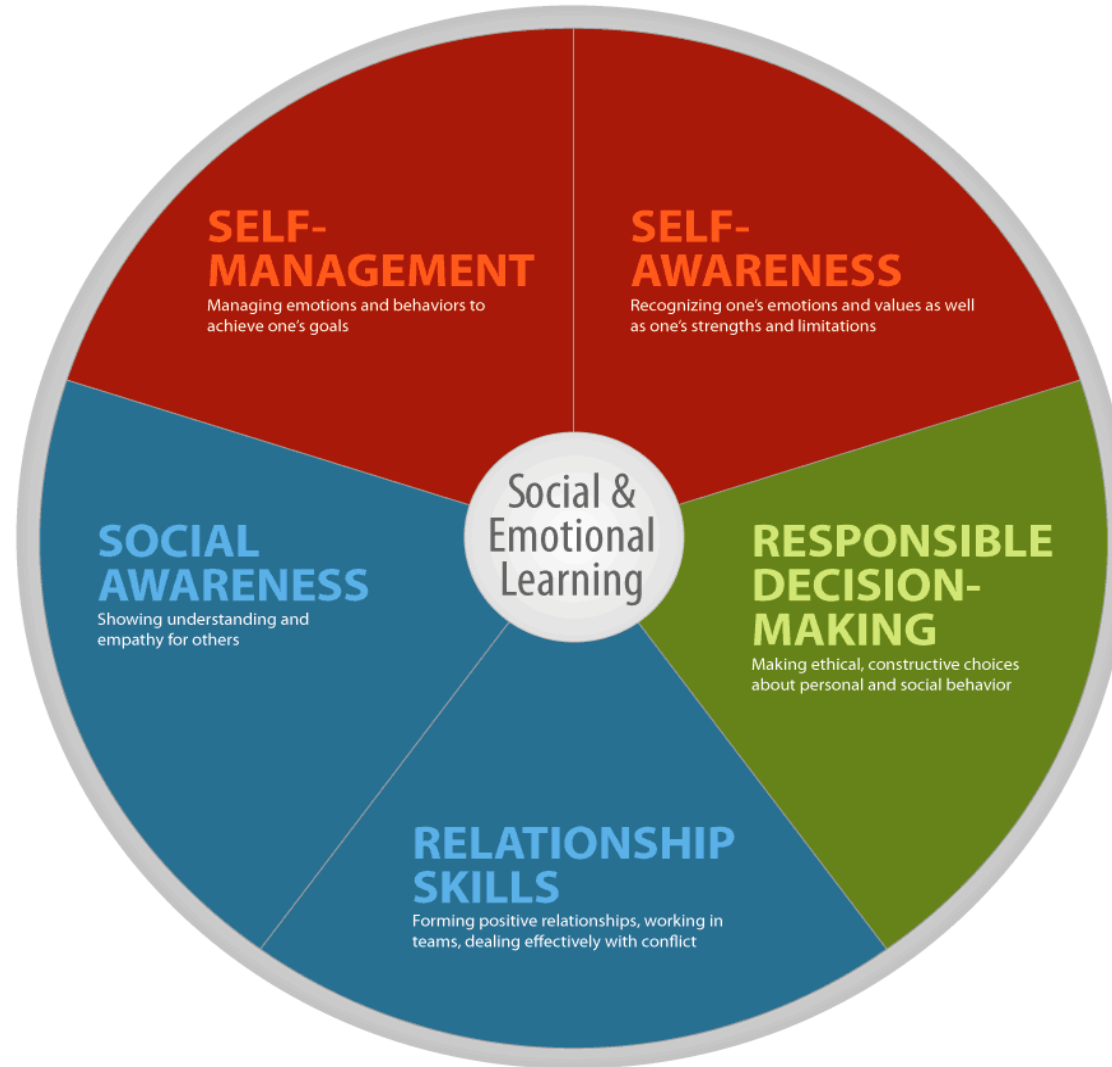 SELF-
MANAGEMENT
Managing emotions and behaviors to
achieve one’s goals
SELF-
AWARENESS
Recognizing one’s emotions and values as well
as one’s strengths and limitations
Social &
Emotional
Learning
SOCIAL
AWARENESS
Showing understanding and
empathy for others
RESPONSIBLE
DECISION-
MAKING
Making ethical, constructive choices
about personal and social behavior
RELATIONSHIP
SKILLS
Forming positive relationships, working in
teams, dealing effectively with conflict